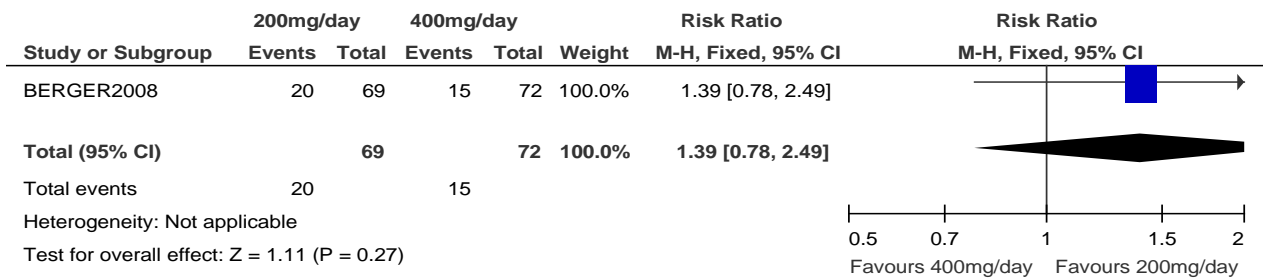 200mg/day 400mg/day Risk Ratio Risk Ratio
Study or Subgroup Events Total Events Total Weight M-H, Fixed, 95% CI M-H, Fixed, 95% CI
BERGER2008 20 69 15 72 100.0% 1.39 [0.78, 2.49]
Total (95% CI) 69 72 100.0% 1.39 [0.78, 2.49]
Total events 20 15
Heterogeneity: Not applicable
Test for overall effect: Z = 1.11 (P = 0.27)
0.5 0.7 1 1.5 2
Favours 400mg/day Favours 200mg/day